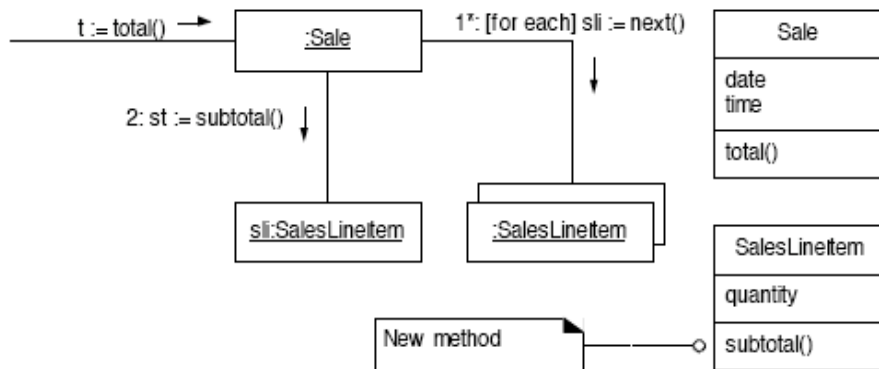 t := total()
:Sale
1*: [for each] sli := next()
2: st := subtotal()
sli:SalesLineItem
:SalesLineItem
Sale
date
time
total()
SalesLineItem
quantity
subtotal()
New method